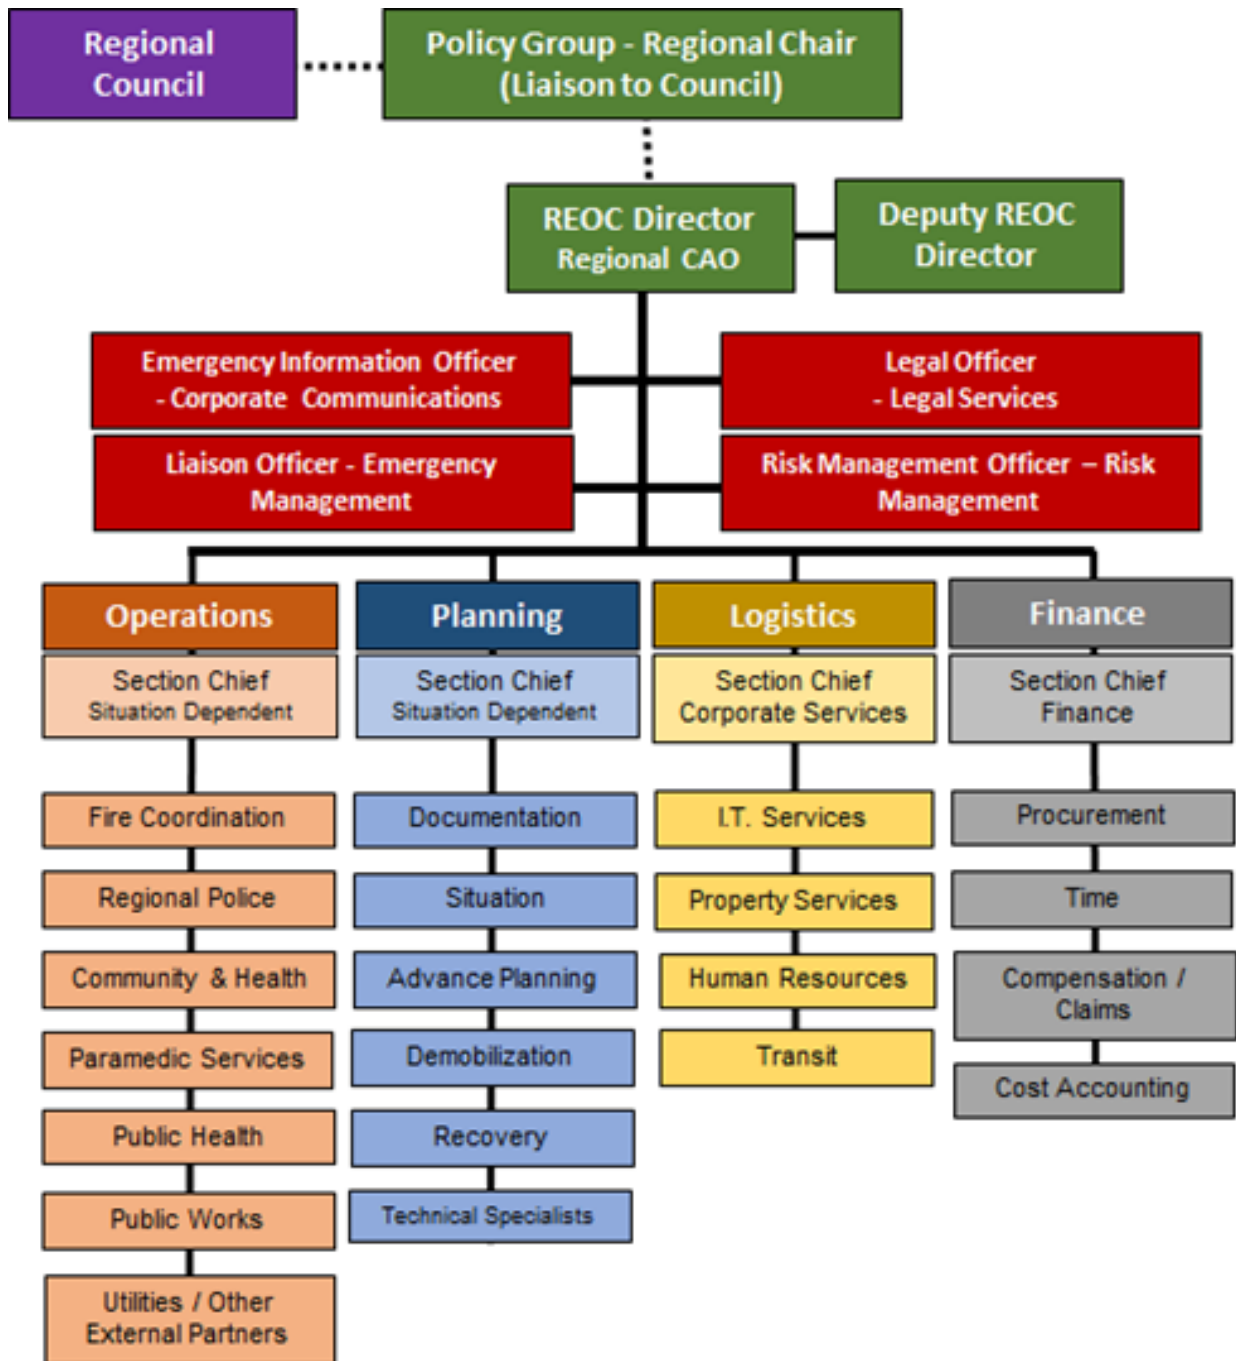 Regional
Council
Policy Group - Regional Chair
(Liaison to Council)
REOC Director
Regional CAO
Deputy REOC
Director
Emergency Information Officer
- Corporate Communications
Legal Officer
- Legal Services
Liaison Officer - Emergency
Management
Risk Management Officer – Risk
Management
Operations
Section Chief
Situation Dependent
Fire Coordination
Regional Police
Community & Health
Paramedic Services
Public Health
Public Works
Utilities / Other
External Partners
Planning
Section Chief
Situation Dependent
Documentation
Situation
Advance Planning
Demobilization
Recovery
Technical Specialists
Logistics
Section Chief
Corporate Services
I.T. Services
Property Services
Human Resources
Transit
Finance
Section Chief
Finance
Procurement
Time
Compensation /
Claims
Cost Accounting